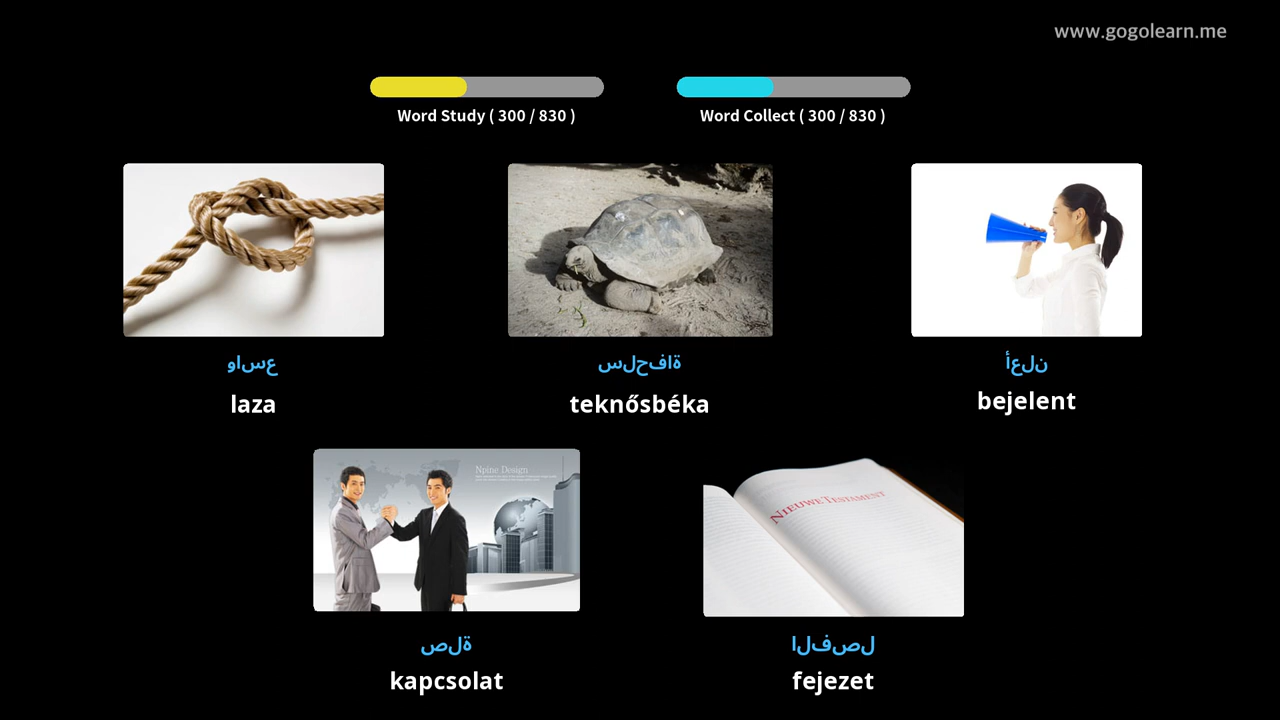 www.gogolearn.me
Word Study ( 300 / 830 )
Word Collect ( 300 / 830 )
واسع
laza
سلحفاة
teknősbéka
أعلن
bejelent
Npine Design
صلة
kapcsolat
NIEUWE TESTAMENT
الفصل
fejezet